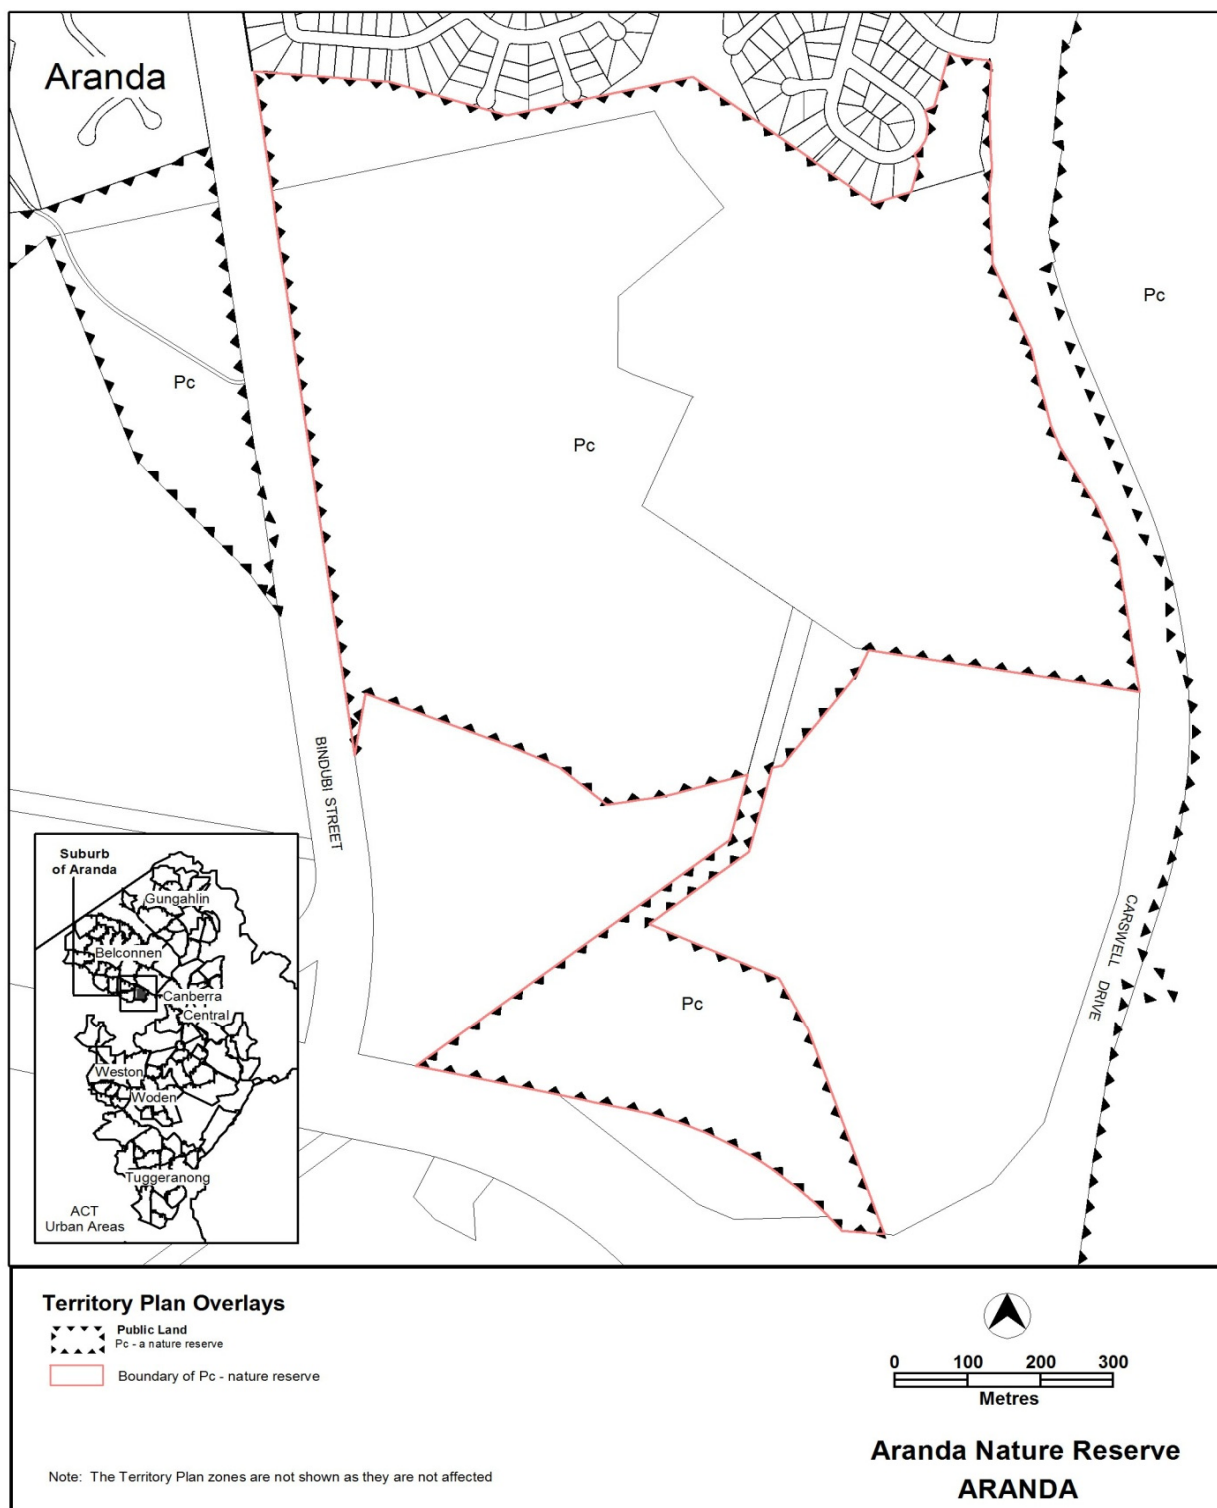 Aranda
Pc
Pc
Pc
BINDUBI STREET
CARSWELL DRIVE
Pc
Suburb
of Aranda
Gungahlin
Belconnen
Canberra
Central
Weston
Woden
Tuggeranong
ACT
Urban Areas
Territory Plan Overlays
Public Land
Pc - a nature reserve
Boundary of Pc - nature reserve
Note: The Territory Plan zones are not shown as they are not affected
0 100 200 300
Metres
Aranda Nature Reserve
ARANDA